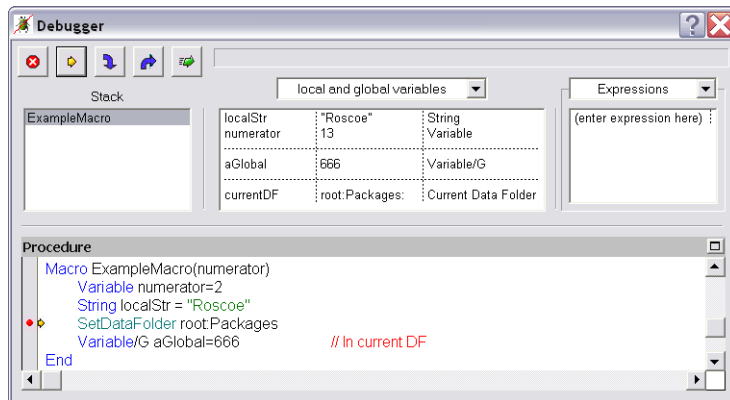 Debugger
Stack
local and global variables
Expressions
ExampleMacro
localStr "Roscoe" String
numerator 13 Variable
aGlobal 666 Variable/G
currentDF root:Packages: Current Data Folder
(enter expression here)
Procedure
Macro ExampleMacro(numerator)
Variable numerator=2
String localStr = "Roscoe"
SetDataFolder root:Packages
Variable/G aGlobal=666 // In current DF
End